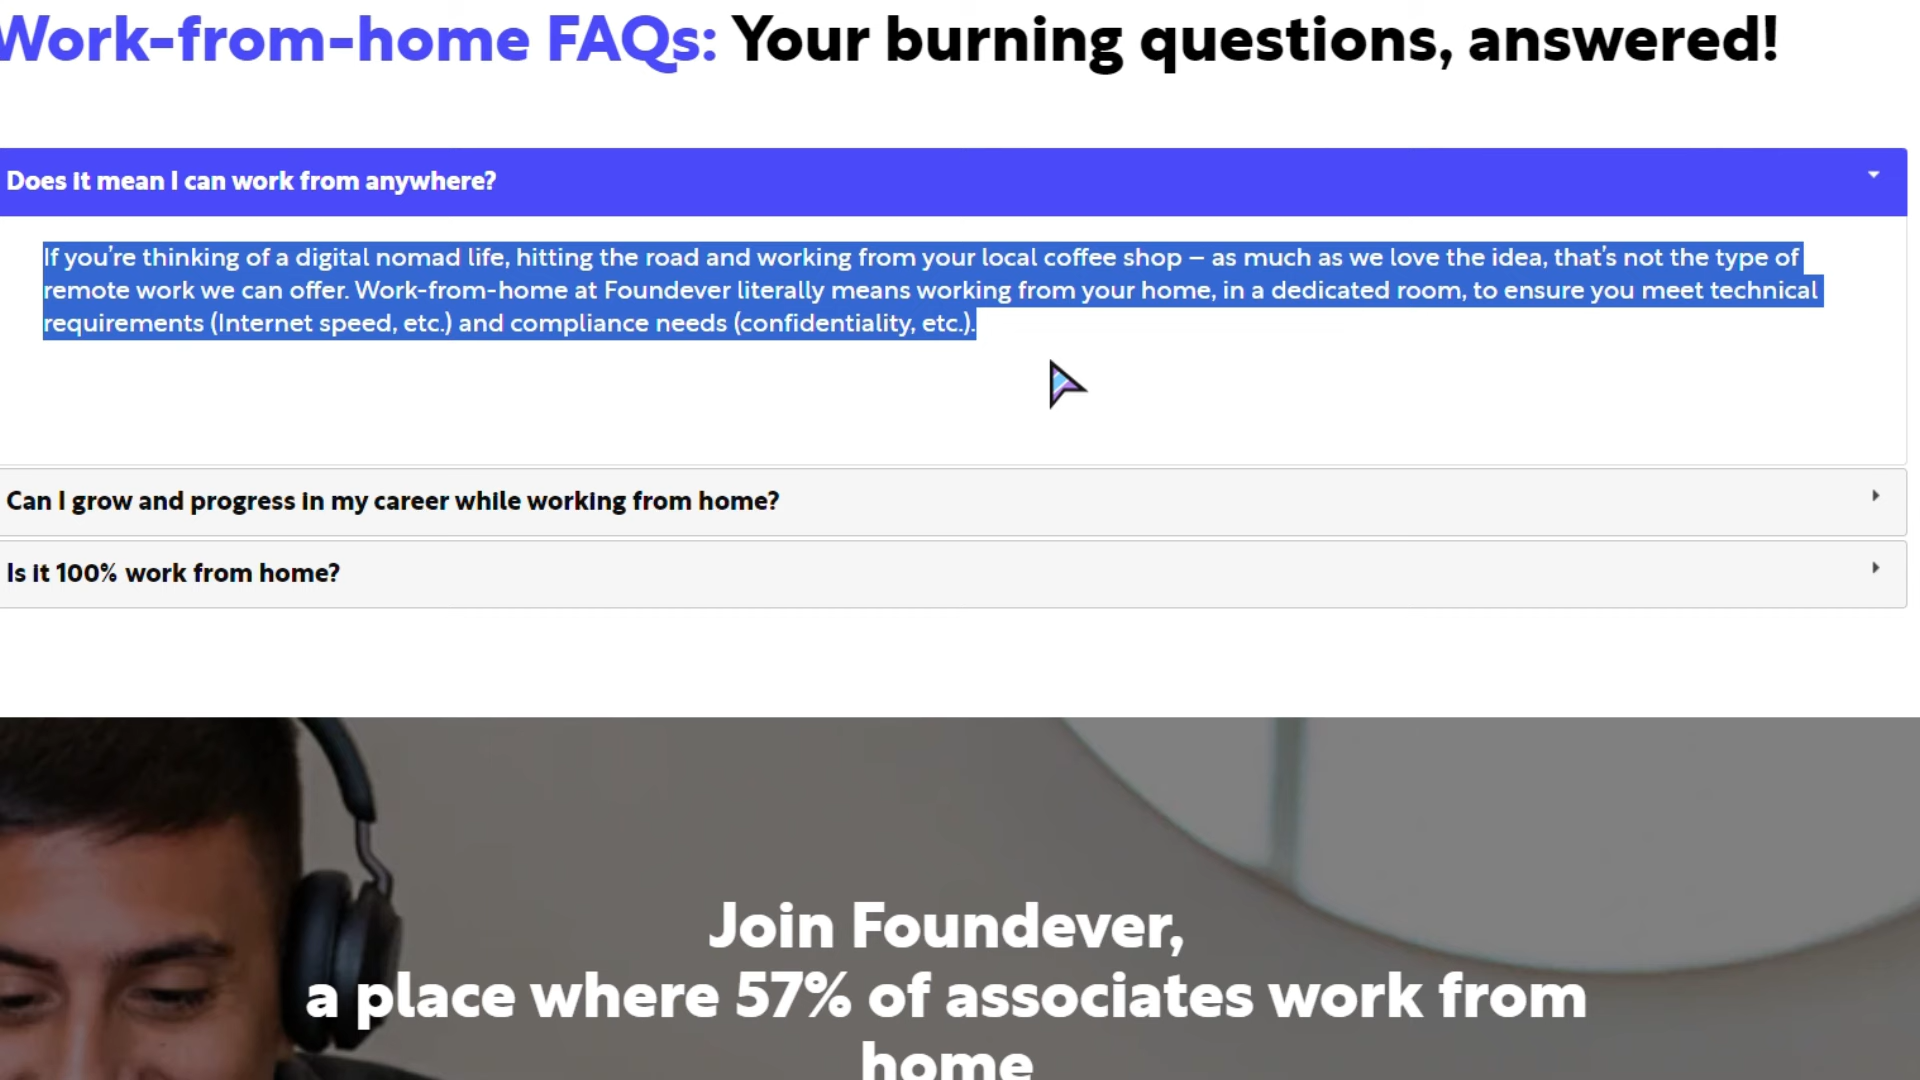 Work-from-home FAQs: Your burning questions, answered!
Does it mean I can work from anywhere?
If you’re thinking of a digital nomad life, hitting the road and working from your local coffee shop – as much as we love the idea, that’s not the type of
remote work we can offer. Work-from-home at Foundever literally means working from your home, in a dedicated room, to ensure you meet technical
requirements (Internet speed, etc.) and compliance needs (confidentiality, etc.).
Can I grow and progress in my career while working from home?
Is it 100% work from home?
Join Foundever,
a place where 57% of associates work from
home